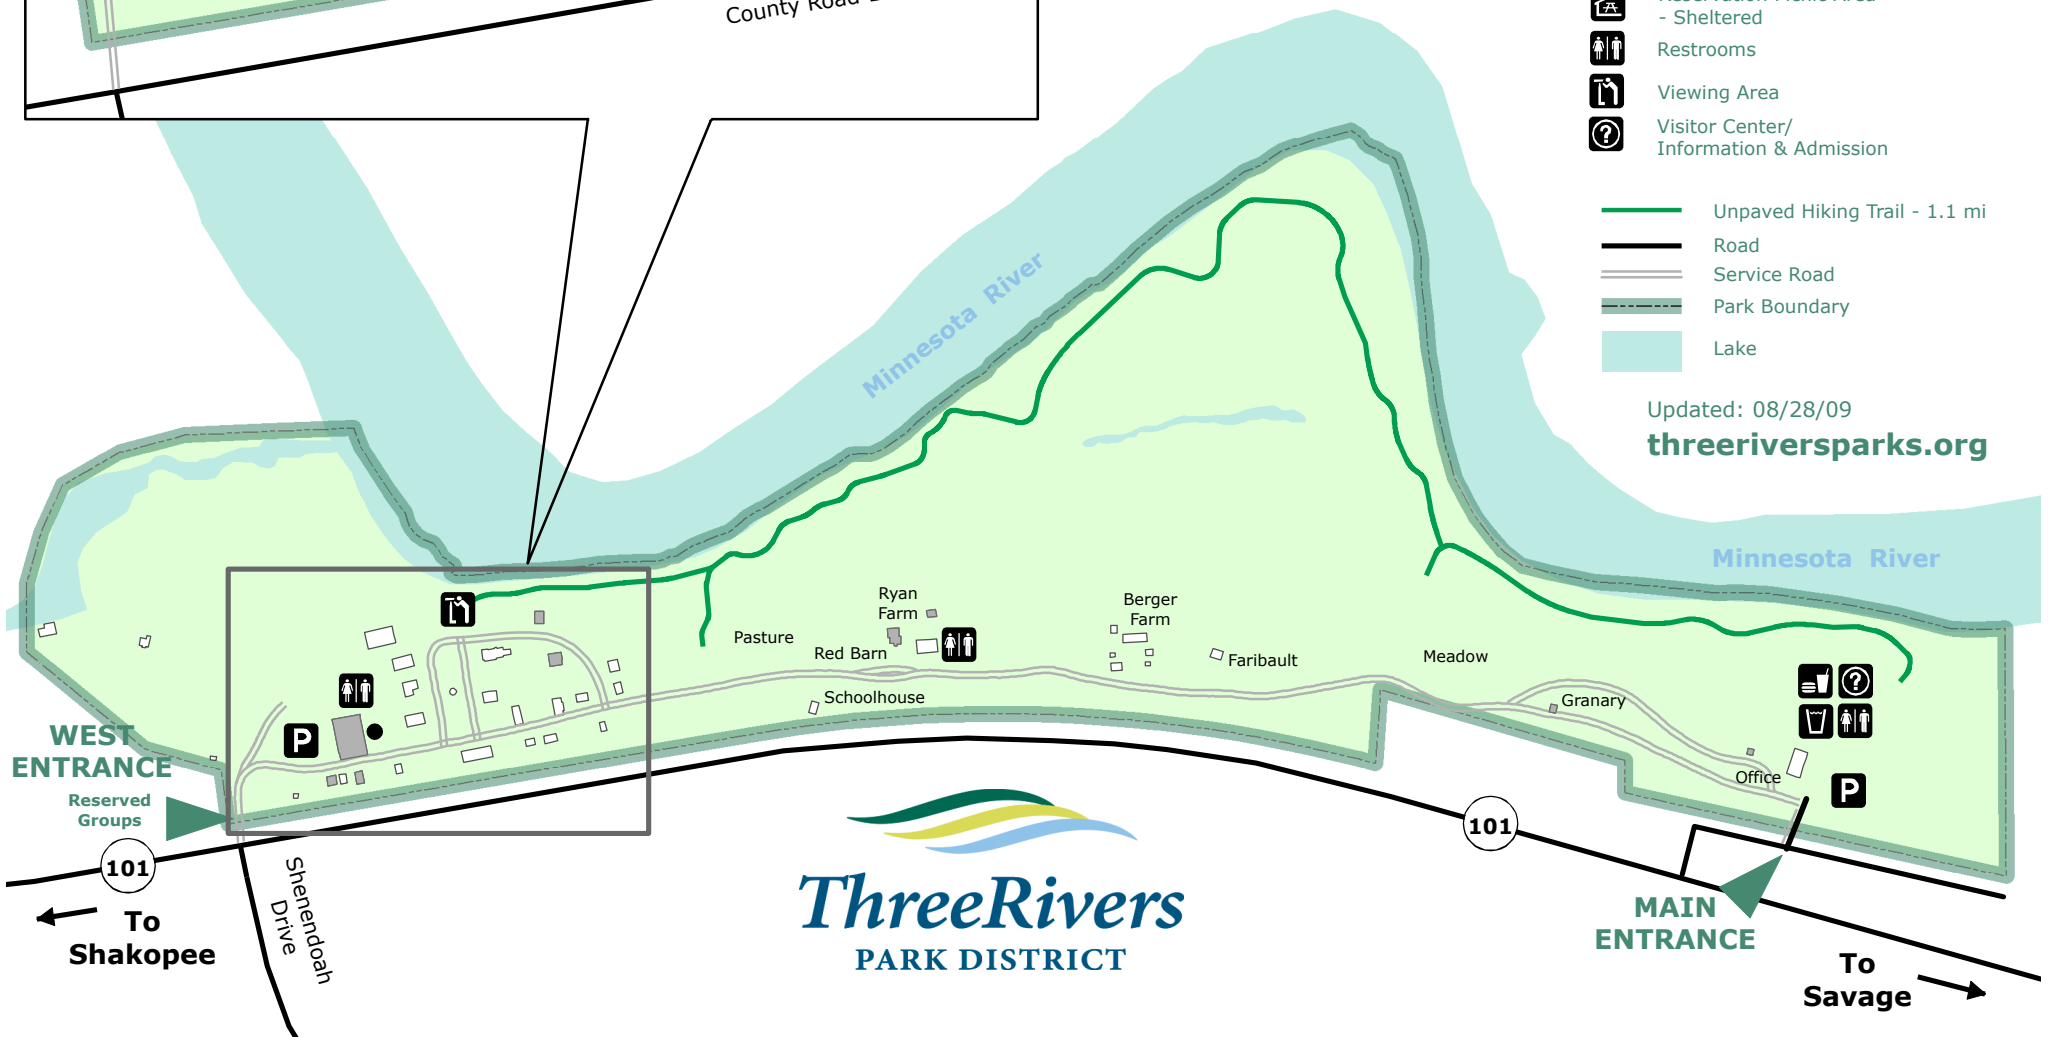 County Road
- Sheltered
Restrooms
Viewing Area
Visitor Center/
Information & Admission
Unpaved Hiking Trail - 1.1 mi
Road
Service Road
Park Boundary
Lake
Updated: 08/28/09
threeriversparks.org
Minnesota River
Minnesota River
Ryan
Farm
Berger
Farm
Pasture
Red Barn
Faribault
Meadow
Schoolhouse
Granary
Office
P
P
WEST
ENTRANCE
Reserved
Groups
101
101
To
Shakopee
Shenendoah
Drive
ThreeRivers
PARK DISTRICT
MAIN
ENTRANCE
To
Savage